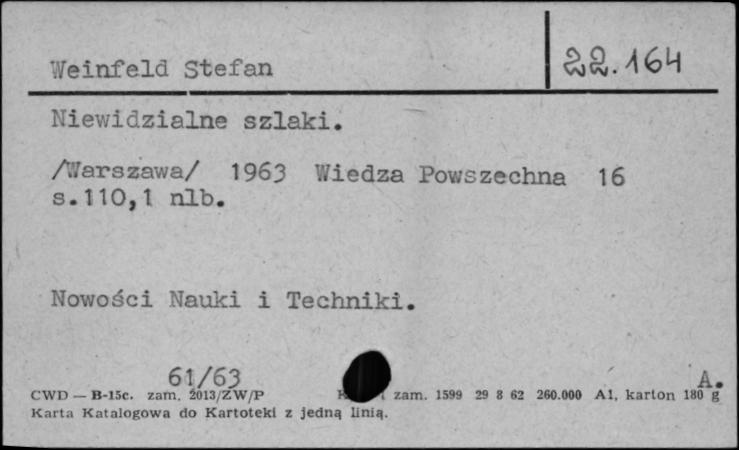 Weinfeld Stefan
22.164
Niewidzialne szlaki.
/Warszawa/ 1963 Wiedza Powszechna 16
s.110,1 nlb.
Nowości Nauki i Techniki.
61/63
A.
CWD — B-15c. zam. 2013/ZW/P zam. 1599 29 8 62 260.000 A1, karton 180 g
Karta Katalogowa do Kartoteki z jedną linią.